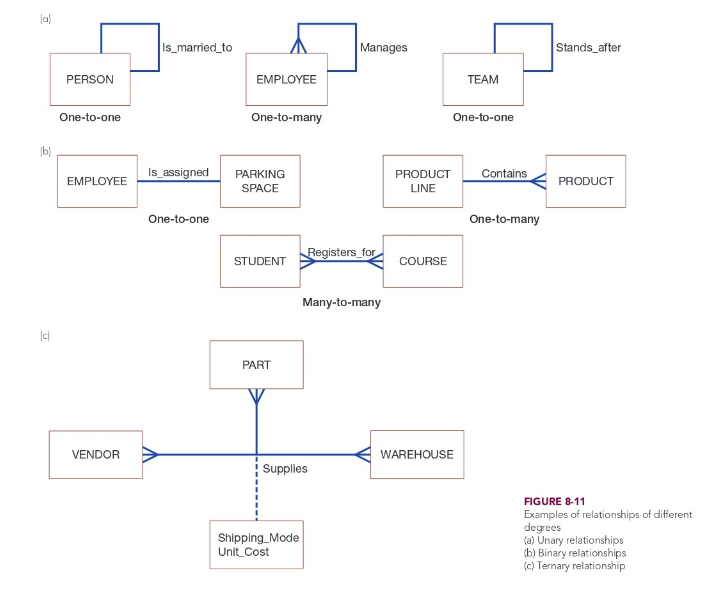 (a)
Is_married_to
Manages
Stands_after
PERSON
EMPLOYEE
TEAM
One-to-one
One-to-many
One-to-one
(b)
EMPLOYEE
Is_assigned
PARKING
SPACE
PRODUCT
LINE
Contains
PRODUCT
One-to-one
One-to-many
STUDENT
Registers_for
COURSE
Many-to-many
(c)
PART
VENDOR
WAREHOUSE
Supplies
Shipping_Mode
Unit_Cost
FIGURE 8-11
Examples of relationships of different
degrees
(a) Unary relationships
(b) Binary relationships
(c) Ternary relationship